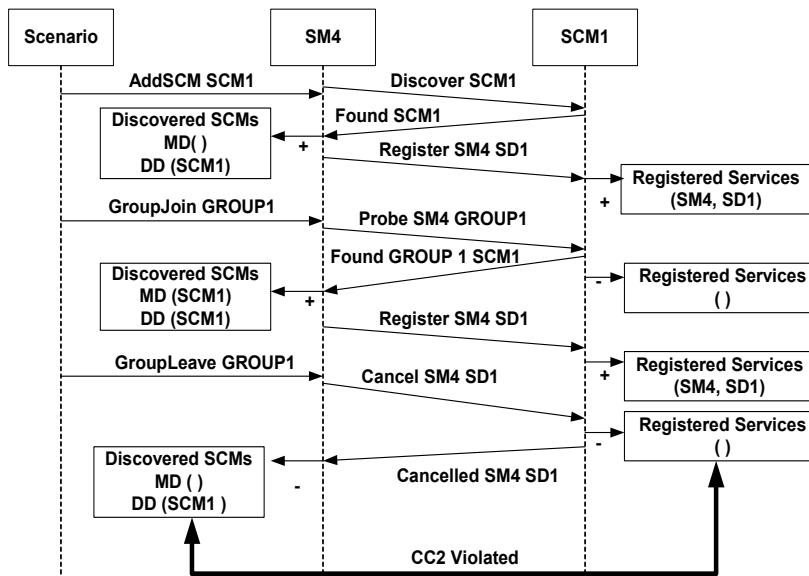 Scenario
SM4
SCM1
AddSCM SCM1
Discover SCM1
Found SCM1
Discovered SCMs
MD( )
DD (SCM1)
+
Register SM4 SD1
Registered Services
(SM4, SD1)
+
GroupJoin GROUP1
Probe SM4 GROUP1
Found GROUP 1 SCM1
Discovered SCMs
MD (SCM1)
DD (SCM1)
+
-
Registered Services
( )
Register SM4 SD1
GroupLeave GROUP1
Cancel SM4 SD1
+
Registered Services
(SM4, SD1)
Registered Services
( )
-
Discovered SCMs
MD ( )
DD (SCM1 )
-
Cancelled SM4 SD1
CC2 Violated